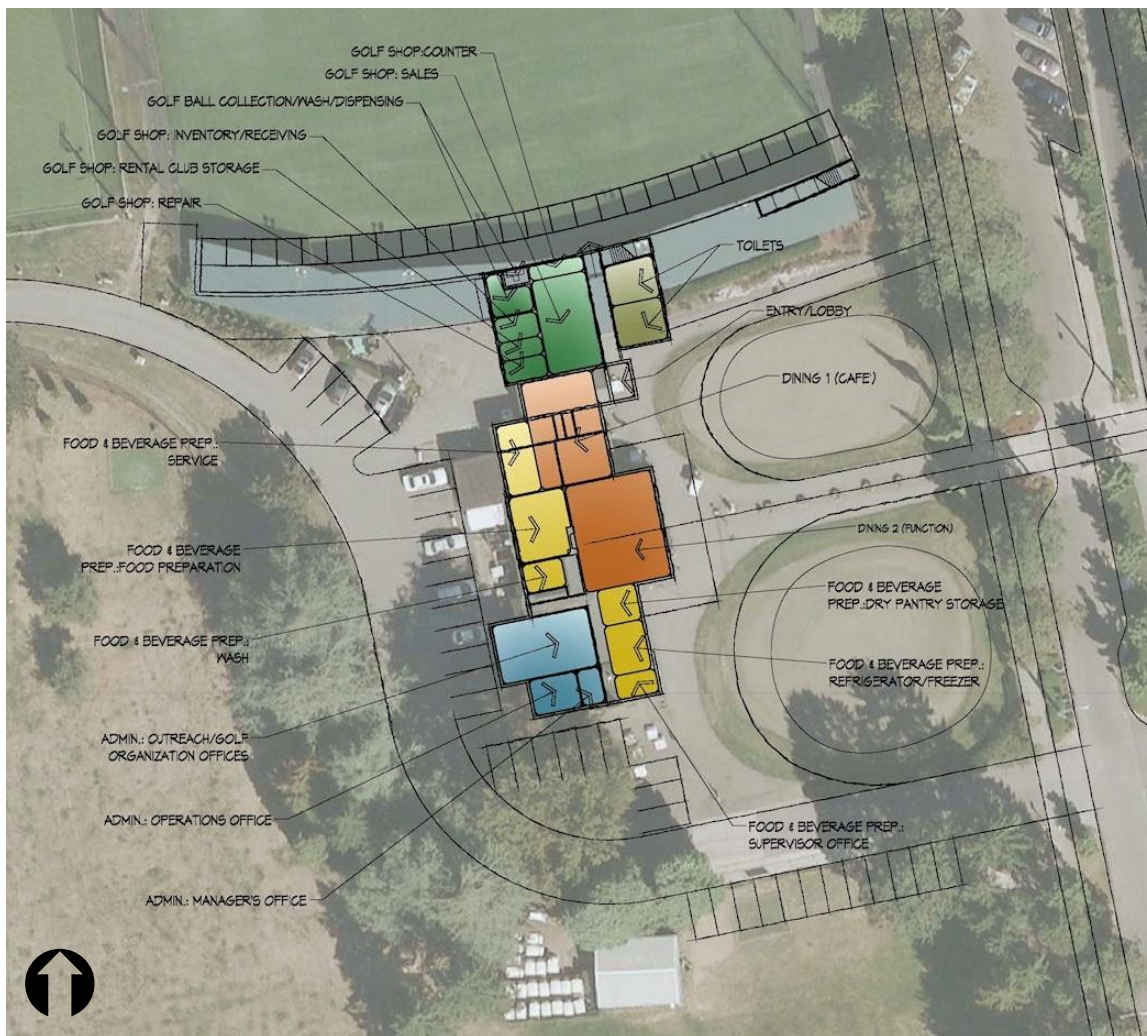 GOLF SHOP:COUNTER
GOLF SHOP: SALES
GOLF BALL COLLECTION/WASH/DISPENSING
GOLF SHOP: INVENTORY/RECEIVING
GOLF SHOP: RENTAL CLUB STORAGE
GOLF SHOP: REPAIR
TOILETS
ENTRY/LOBBY
DINING 1 (CAFE')
FOOD & BEVERAGE PREP.:
SERVICE
DINING 2 (FUNCTION)
FOOD & BEVERAGE
PREP.:FOOD PREPARATION
FOOD & BEVERAGE
PREP.:DRY PANTRY STORAGE
FOOD & BEVERAGE PREP.:
WASH
FOOD & BEVERAGE PREP.:
REFRIGERATOR/FREEZER
ADMIN.: OUTREACH/GOLF
ORGANIZATION OFFICES
ADMIN.: OPERATIONS OFFICE
FOOD & BEVERAGE PREP.:
SUPERVISOR OFFICE
ADMIN.: MANAGER'S OFFICE